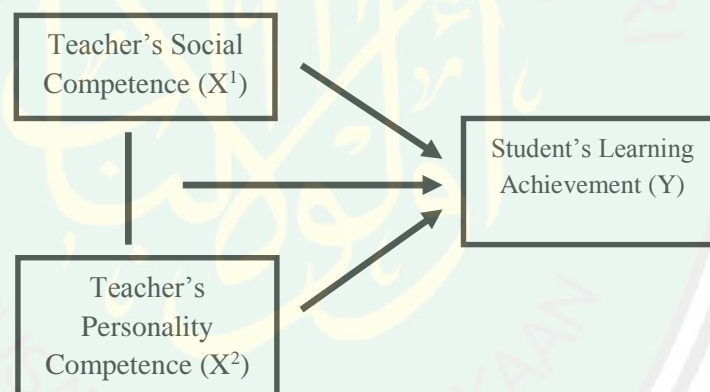 Teacher’s Social
Competence (X¹)
Student’s Learning
Achievement (Y)
Teacher’s
Personality
Competence (X²)